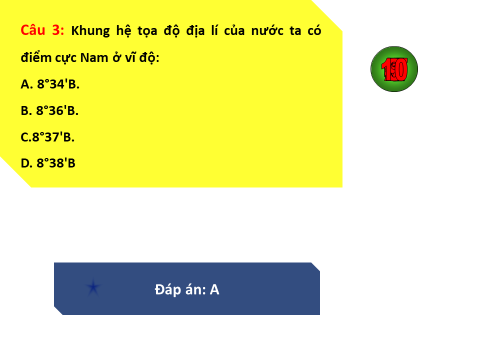 Câu 3: Khung hệ tọa độ địa lí của nước ta có
điểm cực Nam ở vĩ độ:
A. 8°34'B.
B. 8°36'B.
C.8°37'B.
D. 8°38'B
Đáp án: A